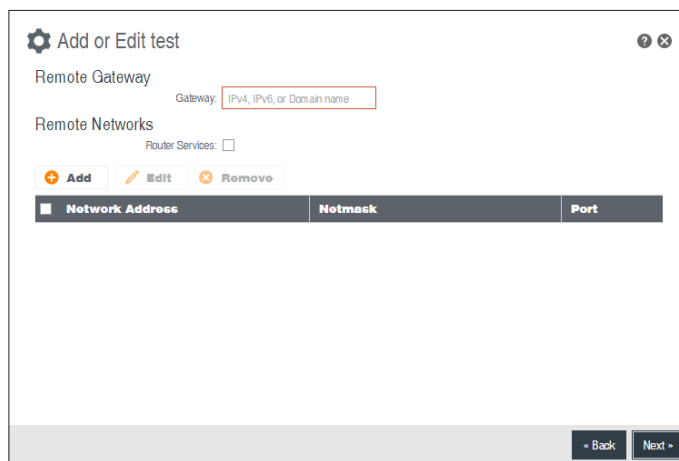 Add or Edit test
Remote Gateway
Gateway: IPv4, IPv6, or Domain name
Remote Networks
Router Services:
Add Edit Remove
Network Address Netmask Port
« Back Next »